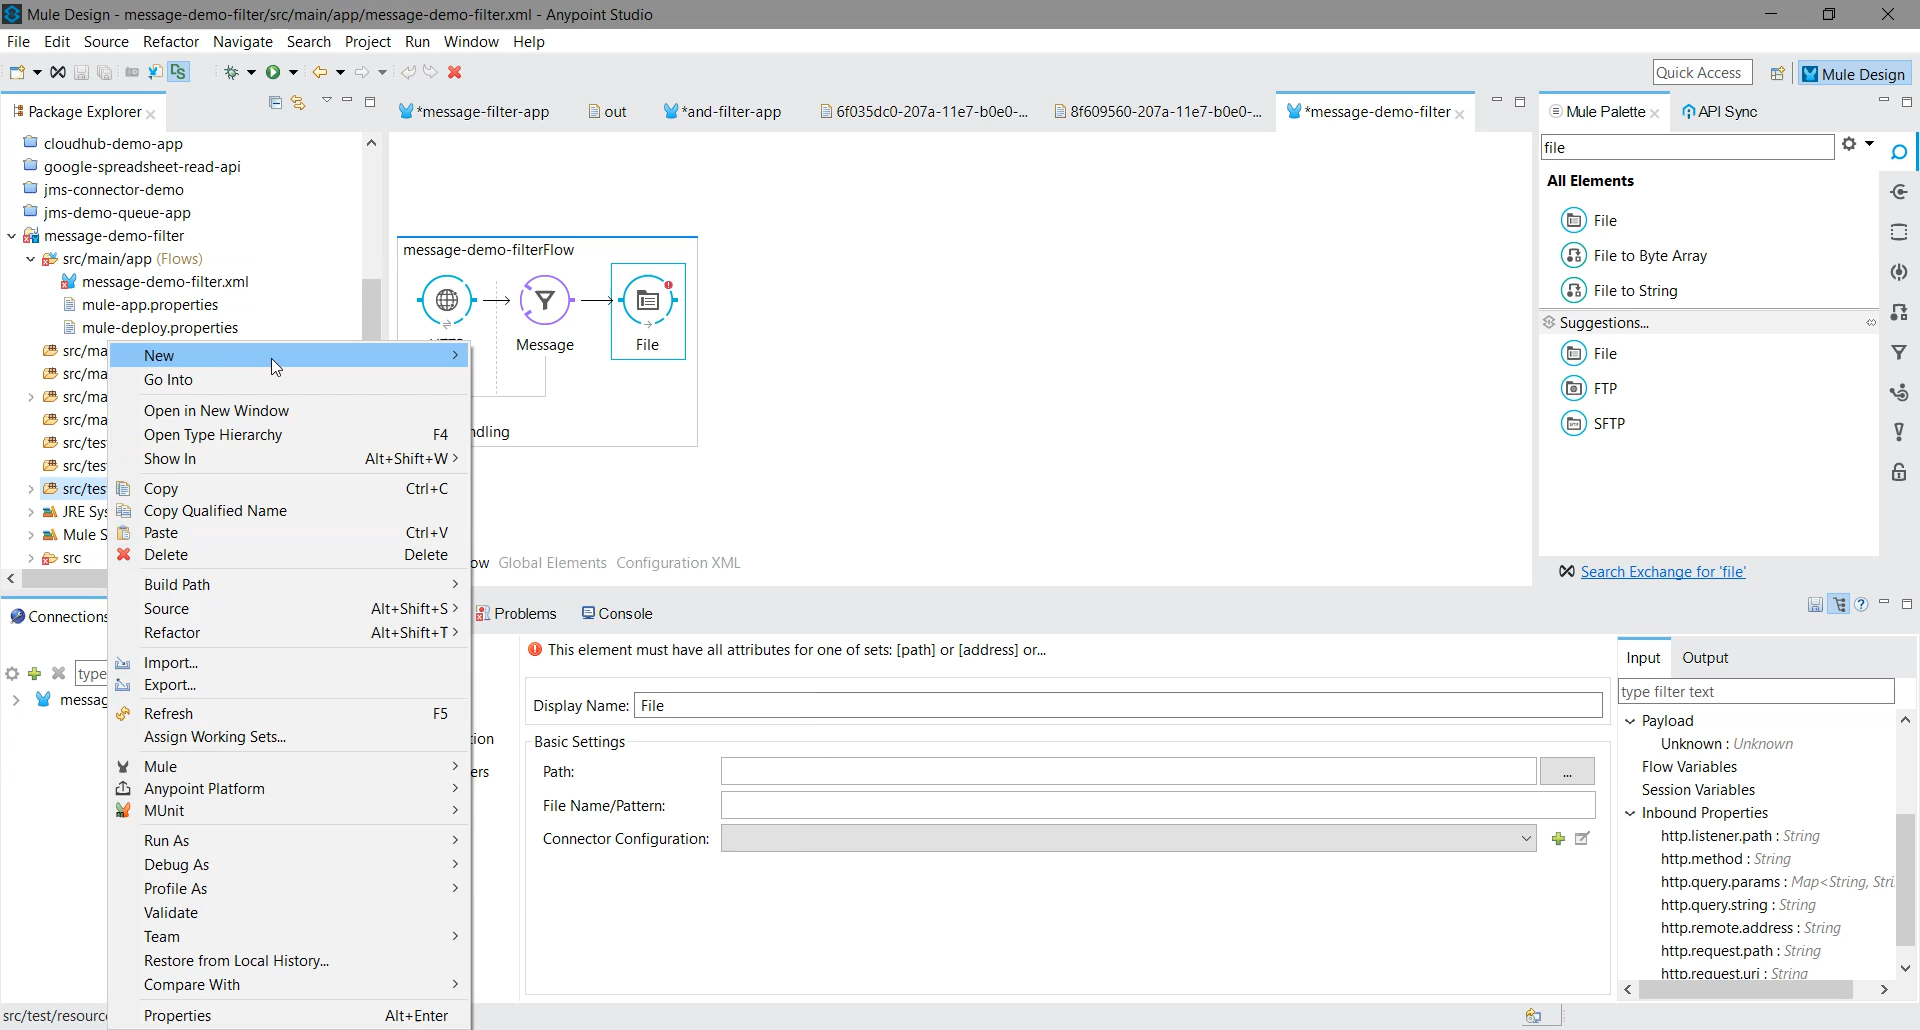 Mule Design - message-demo-filter/src/main/app/message-demo-filter.xml - Anypoint Studio
File Edit Source Refactor Navigate Search Project Run Window Help
Quick Access
Mule Design
Package Explorer
*message-filter-app
out
*and-filter-app
6f035dc0-207a-11e7-b0e0-...
8f609560-207a-11e7-b0e0-...
*message-demo-filter
Mule Palette
API Sync
cloudhub-demo-app
google-spreadsheet-read-api
jms-connector-demo
jms-demo-queue-app
message-demo-filter
src/main/app (Flows)
message-demo-filter.xml
mule-app.properties
mule-deploy.properties
src/ma
src/ma
src/ma
src/ma
src/tes
src/tes
src/tes
JRE Sys
Mule S
src
New
Go Into
Open in New Window
Open Type Hierarchy F4
Show In Alt+Shift+W
Copy Ctrl+C
Copy Qualified Name
Paste Ctrl+V
Delete Delete
Build Path
Source Alt+Shift+S
Refactor Alt+Shift+T
Import...
Export...
Refresh F5
Assign Working Sets...
Mule
Anypoint Platform
MUnit
Run As
Debug As
Profile As
Validate
Team
Restore from Local History...
Compare With
Properties Alt+Enter
message-demo-filterFlow
Message
File
dling
ow Global Elements Configuration XML
file
All Elements
File
File to Byte Array
File to String
Suggestions...
File
FTP
SFTP
Search Exchange for 'file'
Connections
type
messag
Problems
Console
tion
ers
This element must have all attributes for one of sets: [path] or [address] or...
Display Name: File
Basic Settings
Path:
...
File Name/Pattern:
Connector Configuration:
Input
Output
type filter text
Payload
Unknown : Unknown
Flow Variables
Session Variables
Inbound Properties
http.listener.path : String
http.method : String
http.query.params : Map<String, Stri
http.query.string : String
http.remote.address : String
http.request.path : String
http.request.uri : String
src/test/resourc